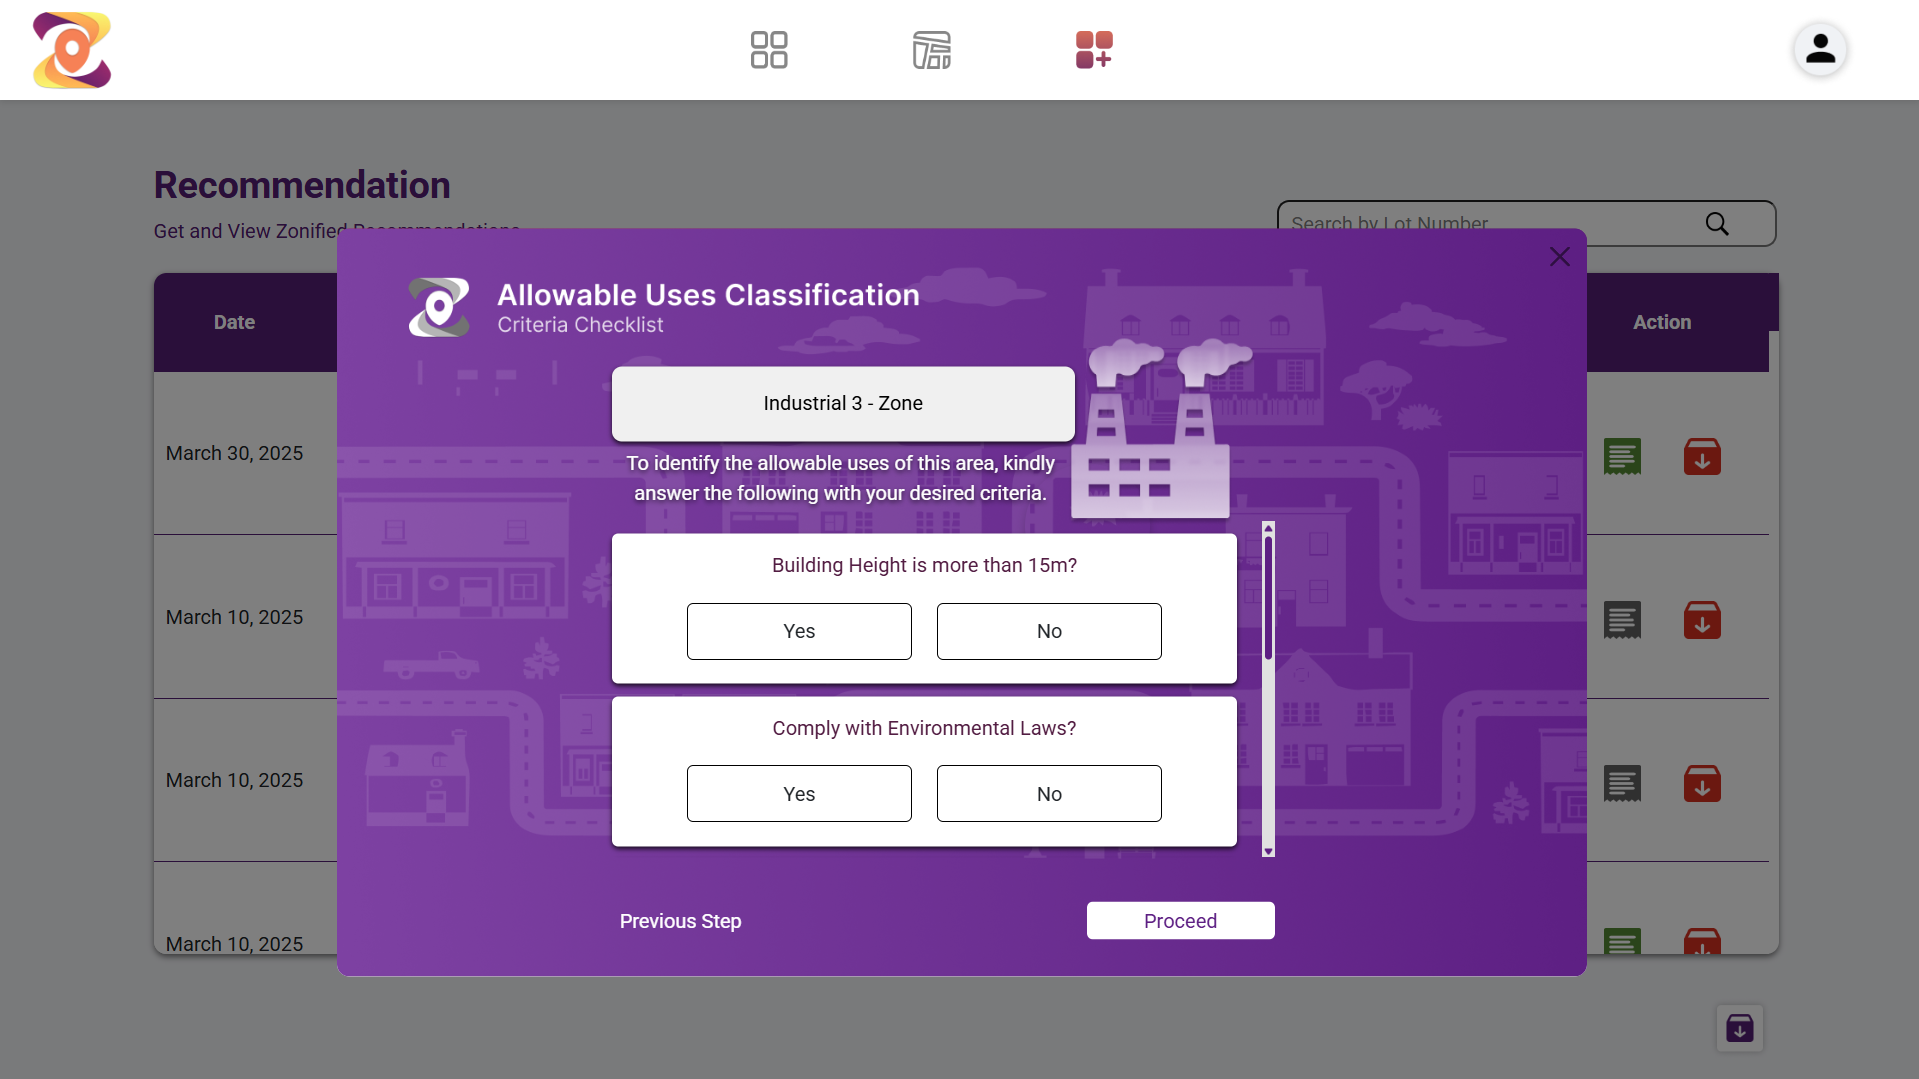 Recommendation
Get and View Zonified Recommendations
Search by Lot Number
Date
Action
March 30, 2025
March 10, 2025
March 10, 2025
March 10, 2025
Allowable Uses Classification
Criteria Checklist
Industrial 3 - Zone
To identify the allowable uses of this area, kindly
answer the following with your desired criteria.
Building Height is more than 15m?
Yes
No
Comply with Environmental Laws?
Yes
No
Previous Step
Proceed